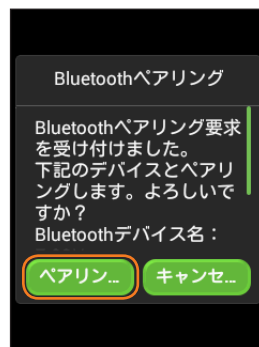 Bluetoothペアリング
Bluetoothペアリング要求
を受け付けました。
下記のデバイスとペアリ
ングします。よろしいで
すか？
Bluetoothデバイス名：
ペアリン…
キャンセ…